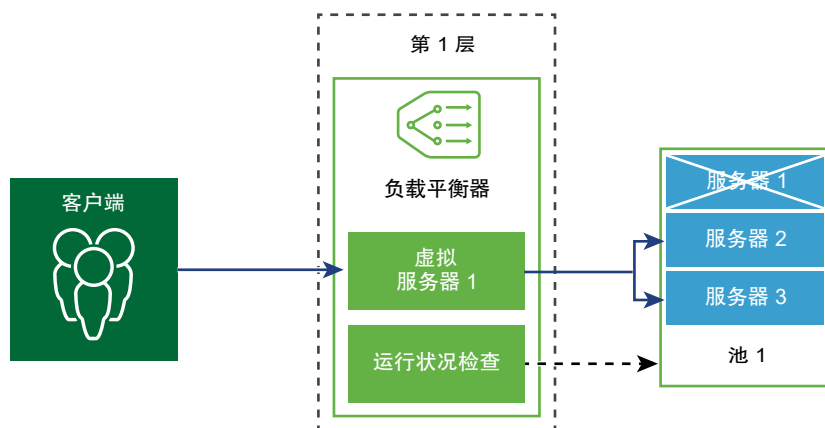 第 1 层
负载平衡器
客户端
虚拟
服务器 1
运行状况检查
服务器 1
服务器 2
服务器 3
池 1